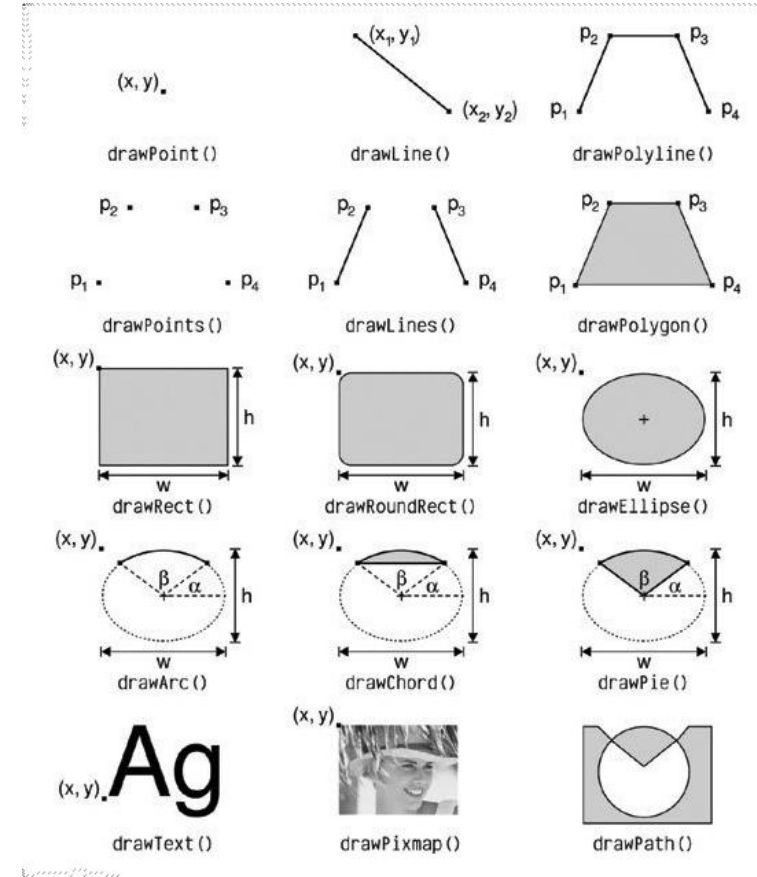 (x, y)
(x₁, y₁)
(x₂, y₂)
p₂ p₃
p₁ p₄
drawPoint() drawLine() drawPolyline()
p₂ p₃ p₂ p₃ p₂ p₃
p₁ p₄ p₁ p₄ p₁ p₄
drawPoints() drawLines() drawPolygon()
(x, y) (x, y) (x, y)
h h h
w w w
drawRect() drawRoundRect() drawEllipse()
(x, y) (x, y) (x, y)
β α h β α h β α h
w w w
drawArc() drawChord() drawPie()
(x, y) Ag (x, y)
drawText() drawPixmap() drawPath()